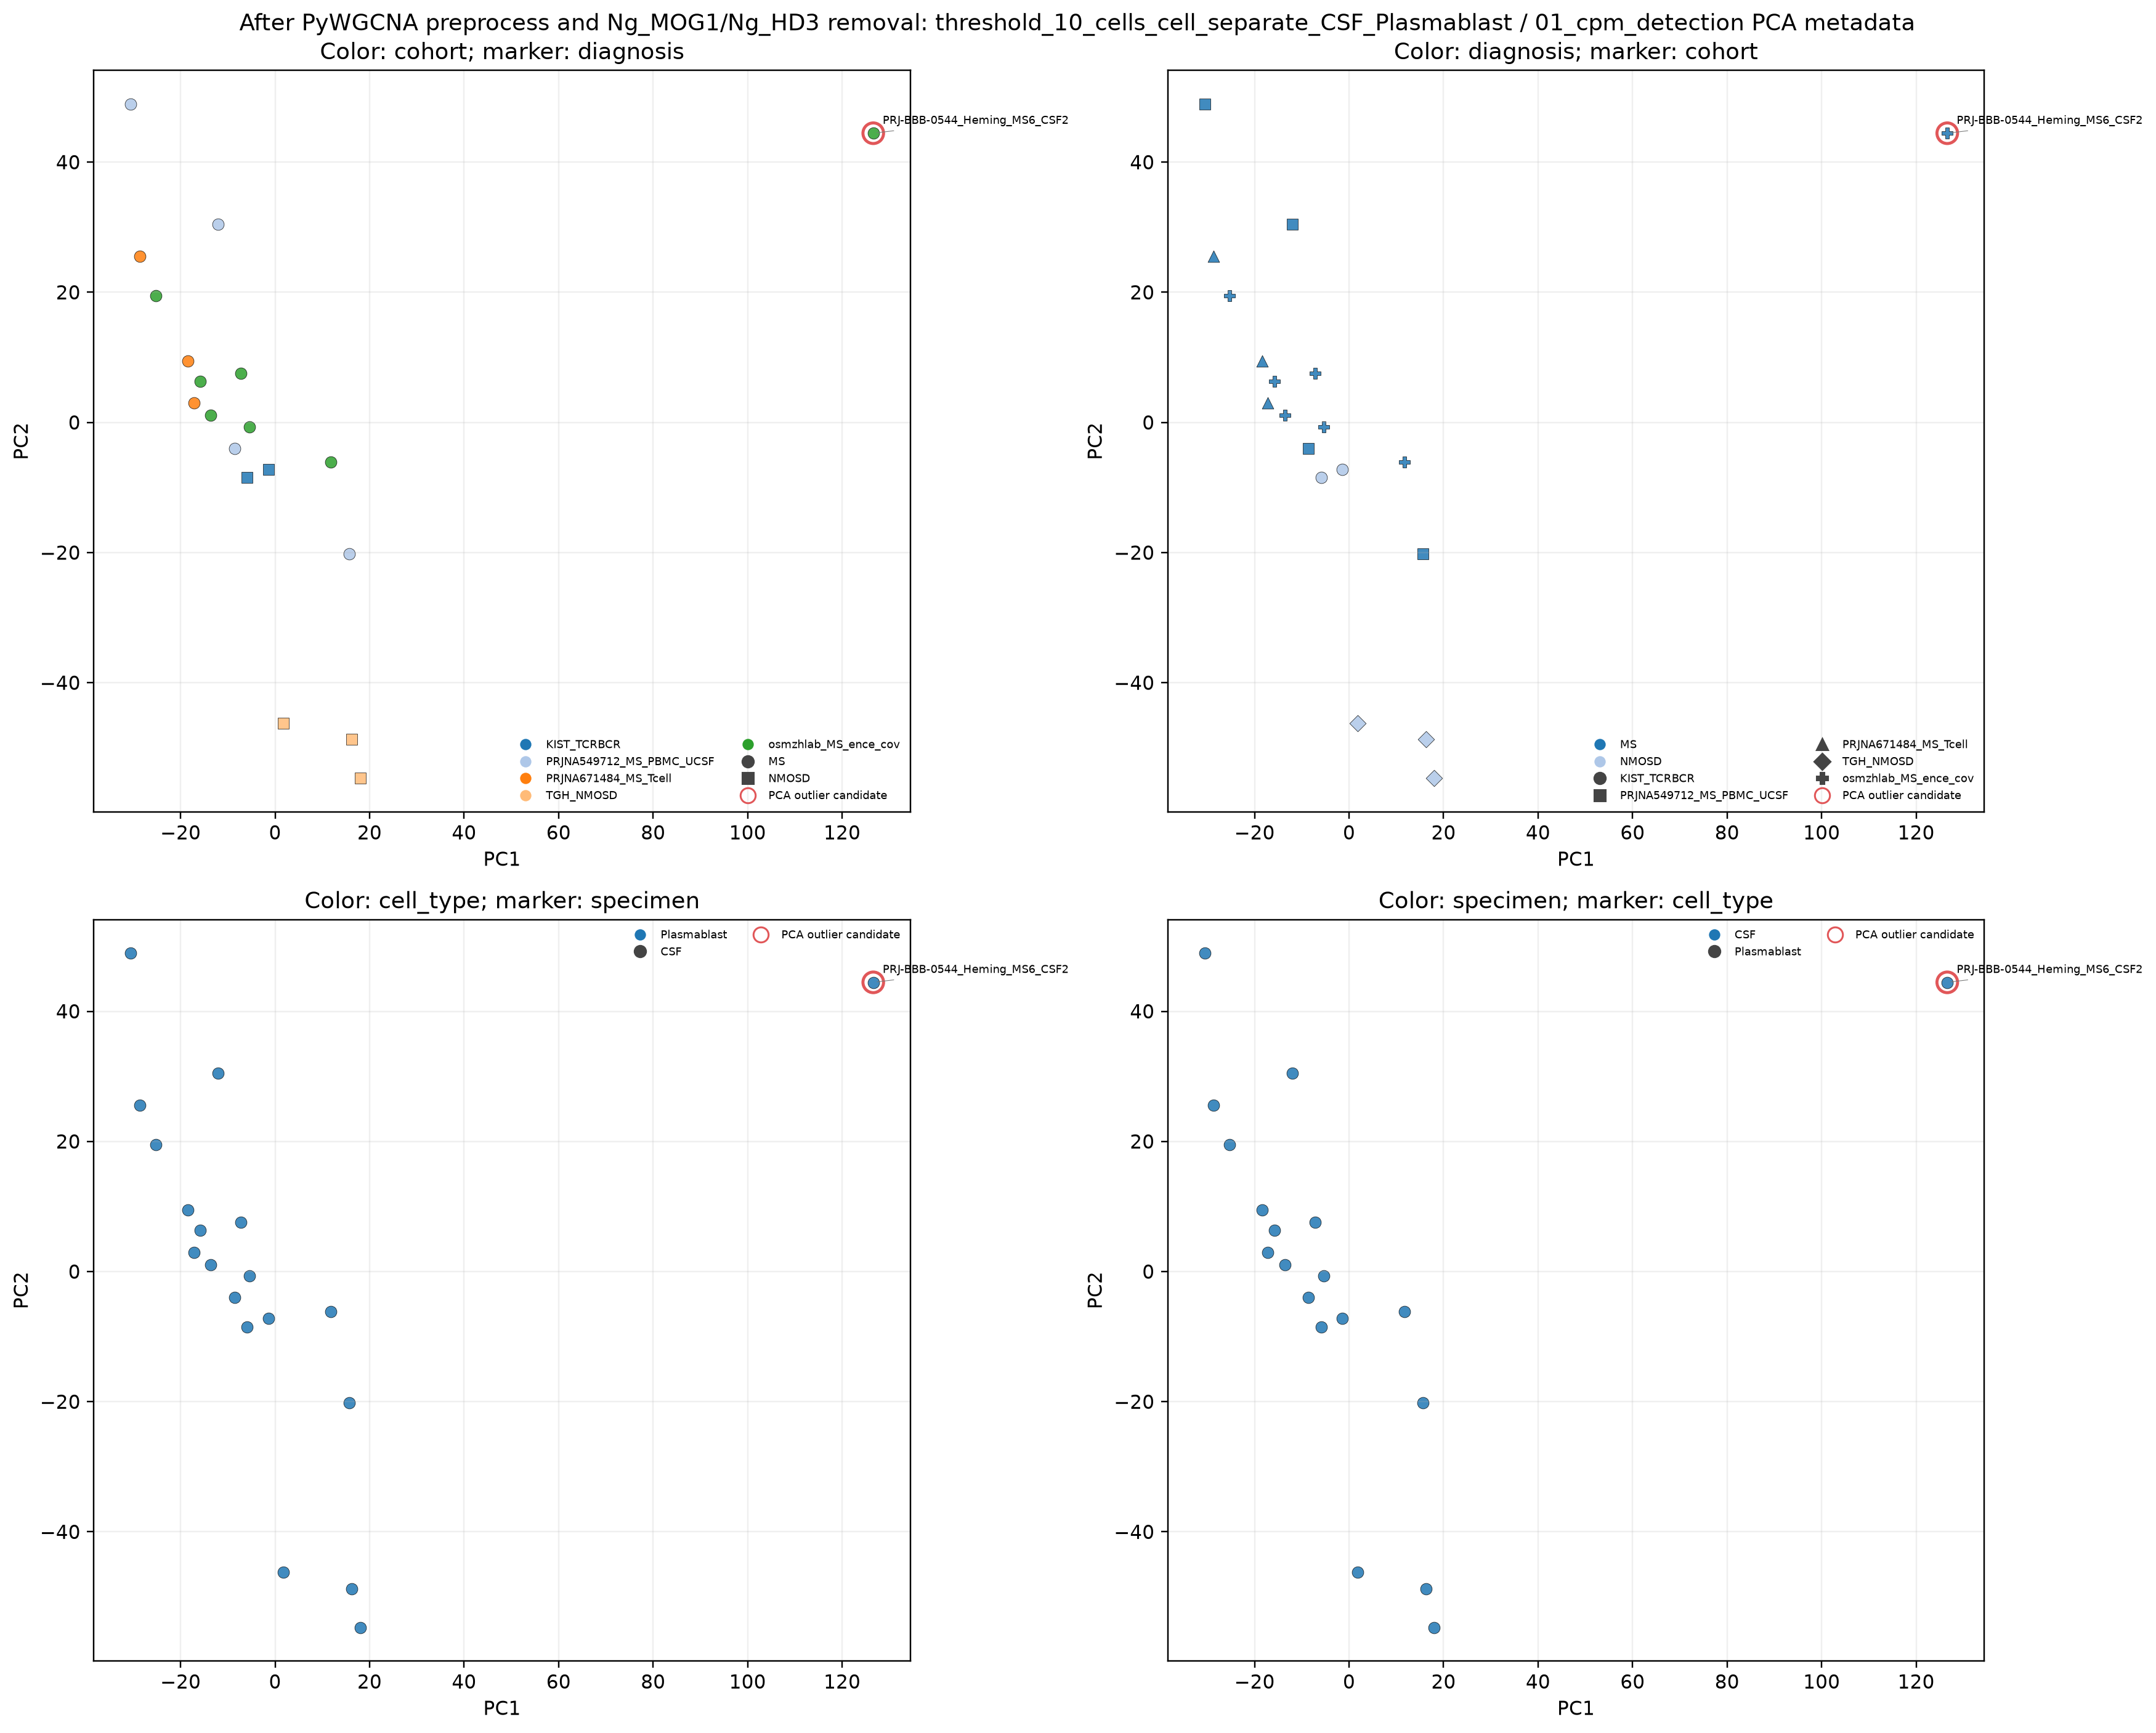 After PyWGCNA preprocess and Ng_MOG1/Ng_HD3 removal: threshold_10_cells_cell_separate_CSF_Plasmablast / 01_cpm_detection PCA metadata
Color: cohort; marker: diagnosis
PRJ-EBB-0544_Heming_MS6_CSF2
40
20
0
−20
−40
PC2
KIST_TCRBCR
PRJNA549712_MS_PBMC_UCSF
PRJNA671484_MS_Tcell
TGH_NMOSD
osmzhlab_MS_ence_cov
MS
NMOSD
PCA outlier candidate
−20 0 20 40 60 80 100 120
PC1
Color: diagnosis; marker: cohort
PRJ-EBB-0544_Heming_MS6_CSF2
40
20
0
−20
−40
PC2
MS
NMOSD
KIST_TCRBCR
PRJNA549712_MS_PBMC_UCSF
PRJNA671484_MS_Tcell
TGH_NMOSD
osmzhlab_MS_ence_cov
PCA outlier candidate
−20 0 20 40 60 80 100 120
PC1
Color: cell_type; marker: specimen
Plasmablast
CSF
PCA outlier candidate
PRJ-EBB-0544_Heming_MS6_CSF2
40
20
0
−20
−40
PC2
−20 0 20 40 60 80 100 120
PC1
Color: specimen; marker: cell_type
CSF
Plasmablast
PCA outlier candidate
PRJ-EBB-0544_Heming_MS6_CSF2
40
20
0
−20
−40
PC2
−20 0 20 40 60 80 100 120
PC1